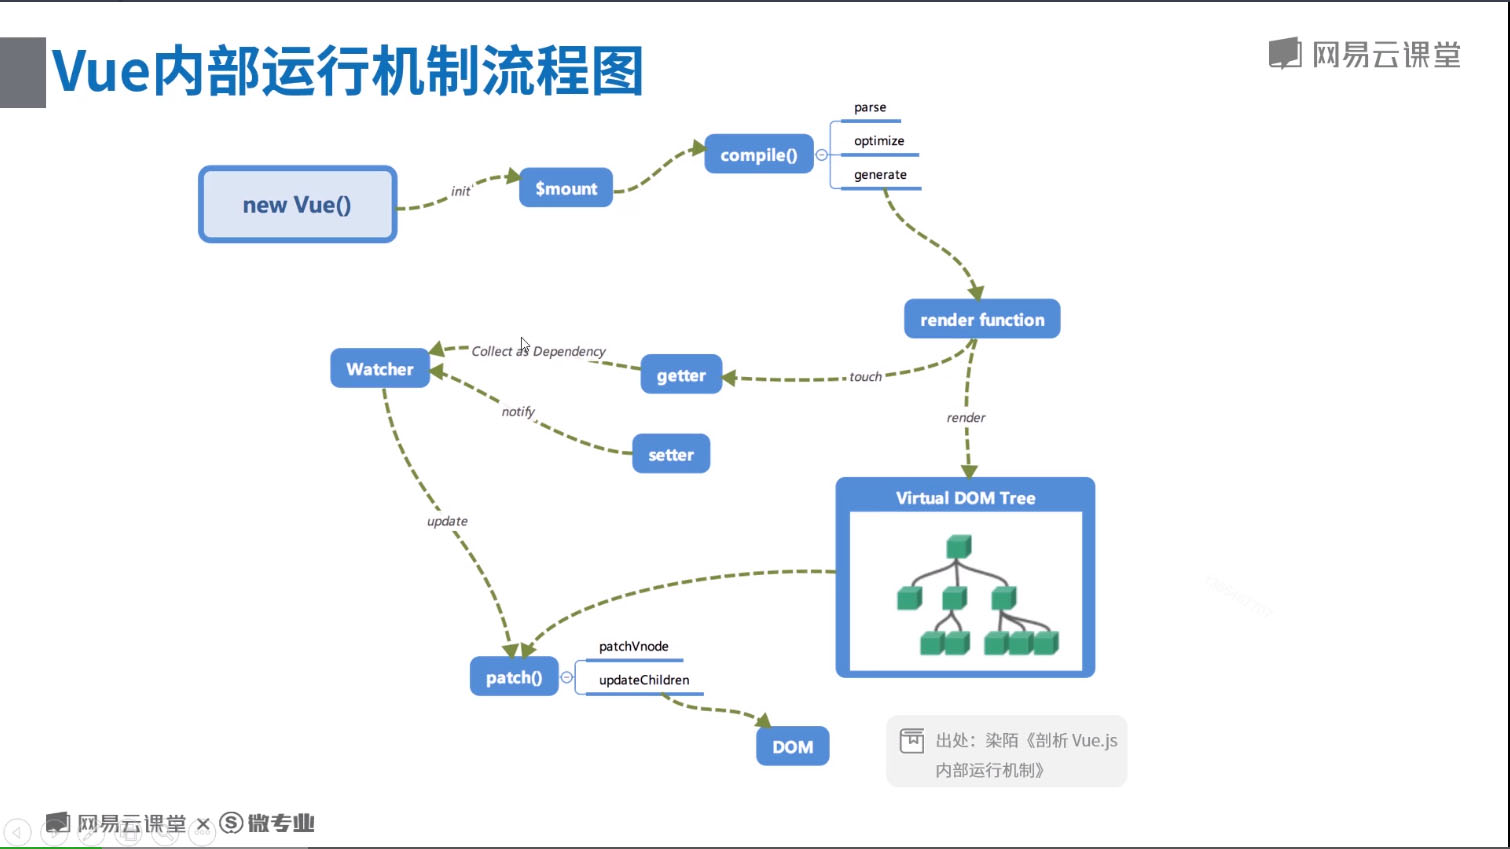 Vue内部运行机制流程图
网易云课堂
parse
optimize
generate
compile()
$mount
init
new Vue()
render function
touch
render
getter
Collect as Dependency
Watcher
notify
setter
update
Virtual DOM Tree
patch()
patchVnode
updateChildren
DOM
出处：染陌《剖析 Vue.js
内部运行机制》
网易云课堂 × 微专业